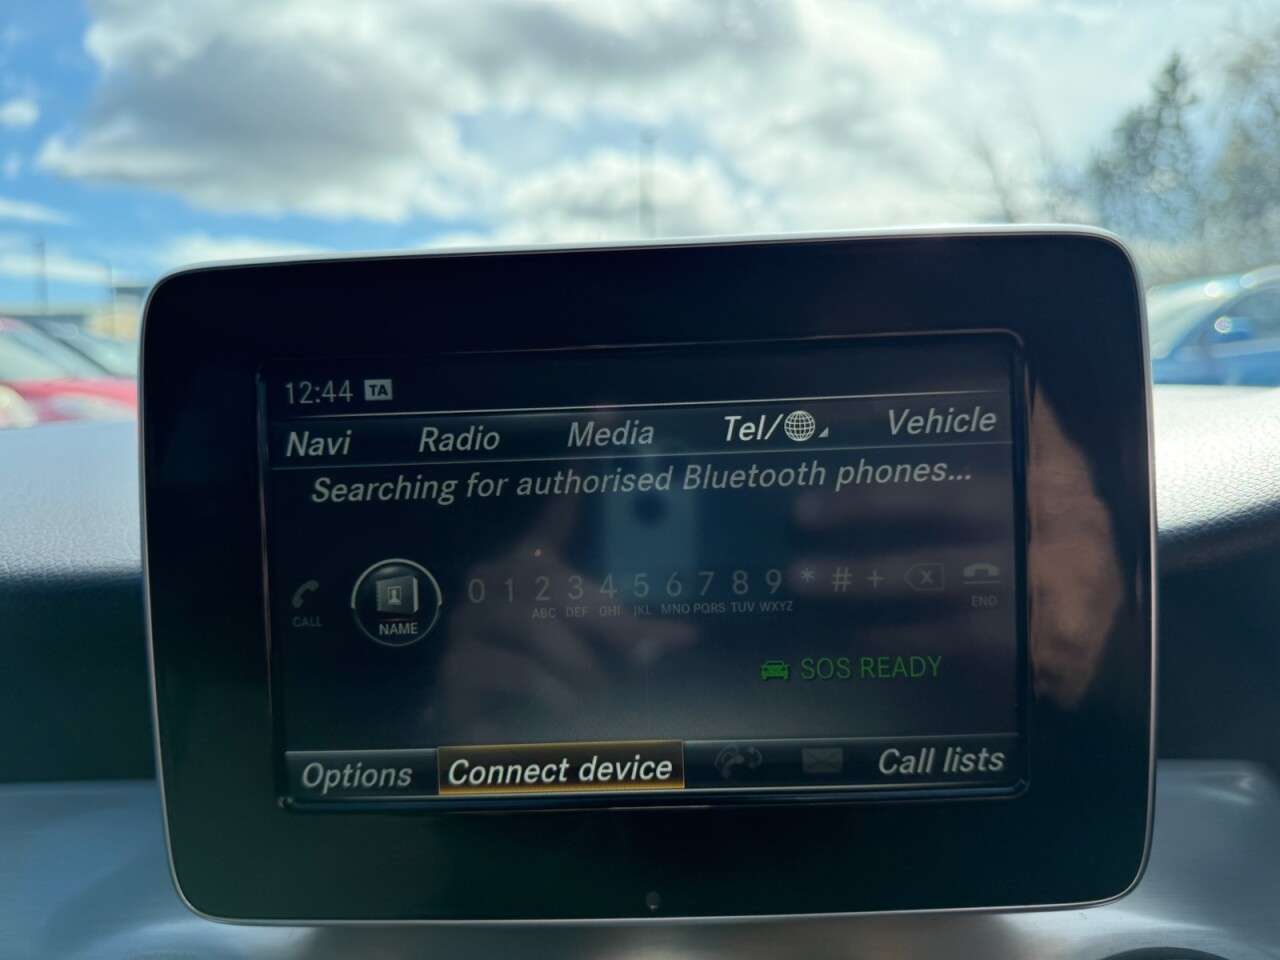 12:44 TA
Navi Radio Media Tel/ Vehicle
Searching for authorised Bluetooth phones...
CALL NAME 0 1 2 3 4 5 6 7 8 9 * # + X END
ABC DEF GHI JKL MNO PQRS TUV WXYZ
SOS READY
Options Connect device Call lists